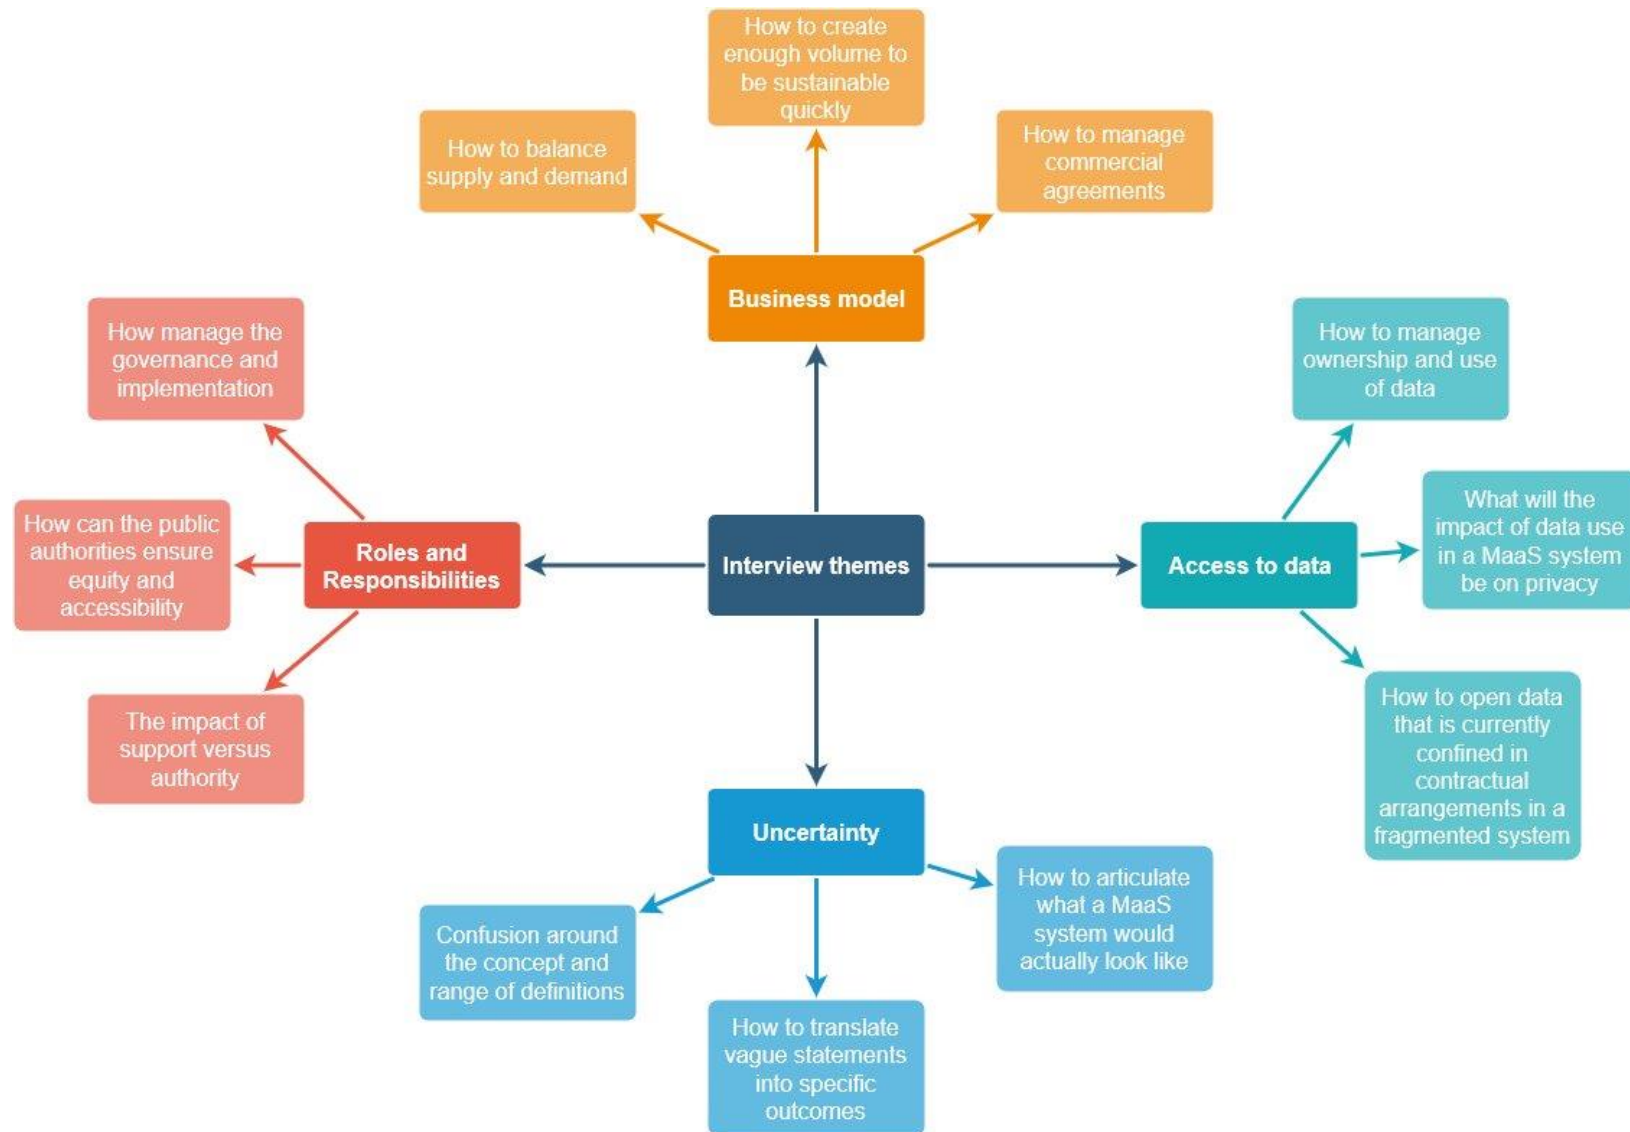 How to create
enough volume to
be sustainable
quickly
How to balance
supply and demand
How to manage
commercial
agreements
Business model
How manage the
governance and
implementation
How to manage
ownership and use
of data
How can the public
authorities ensure
equity and
accessibility
Roles and
Responsibilities
Interview themes
Access to data
What will the
impact of data use
in a MaaS system
be on privacy
The impact of
support versus
authority
How to open data
that is currently
confined in
contractual
arrangements in a
fragmented system
Uncertainty
Confusion around
the concept and
range of definitions
How to articulate
what a MaaS
system would
actually look like
How to translate
vague statements
into specific
outcomes